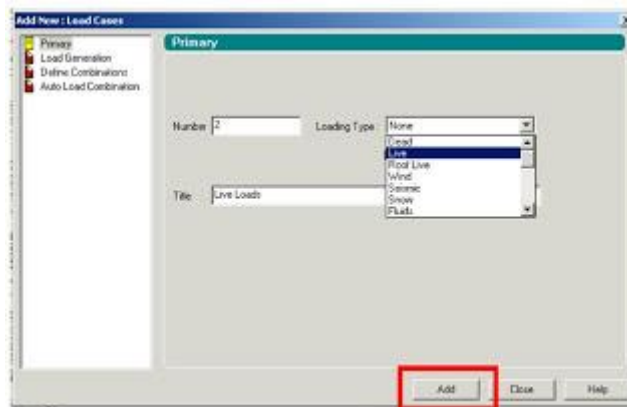 Add New : Load Cases
Primary
Load Generation
Define Combinations
Auto Load Combination
Primary
Number 2 Loading Type None
Dead
Live
Roof Live
Wind
Seismic
Snow
Fluids
Title Live Loads
Add Close Help